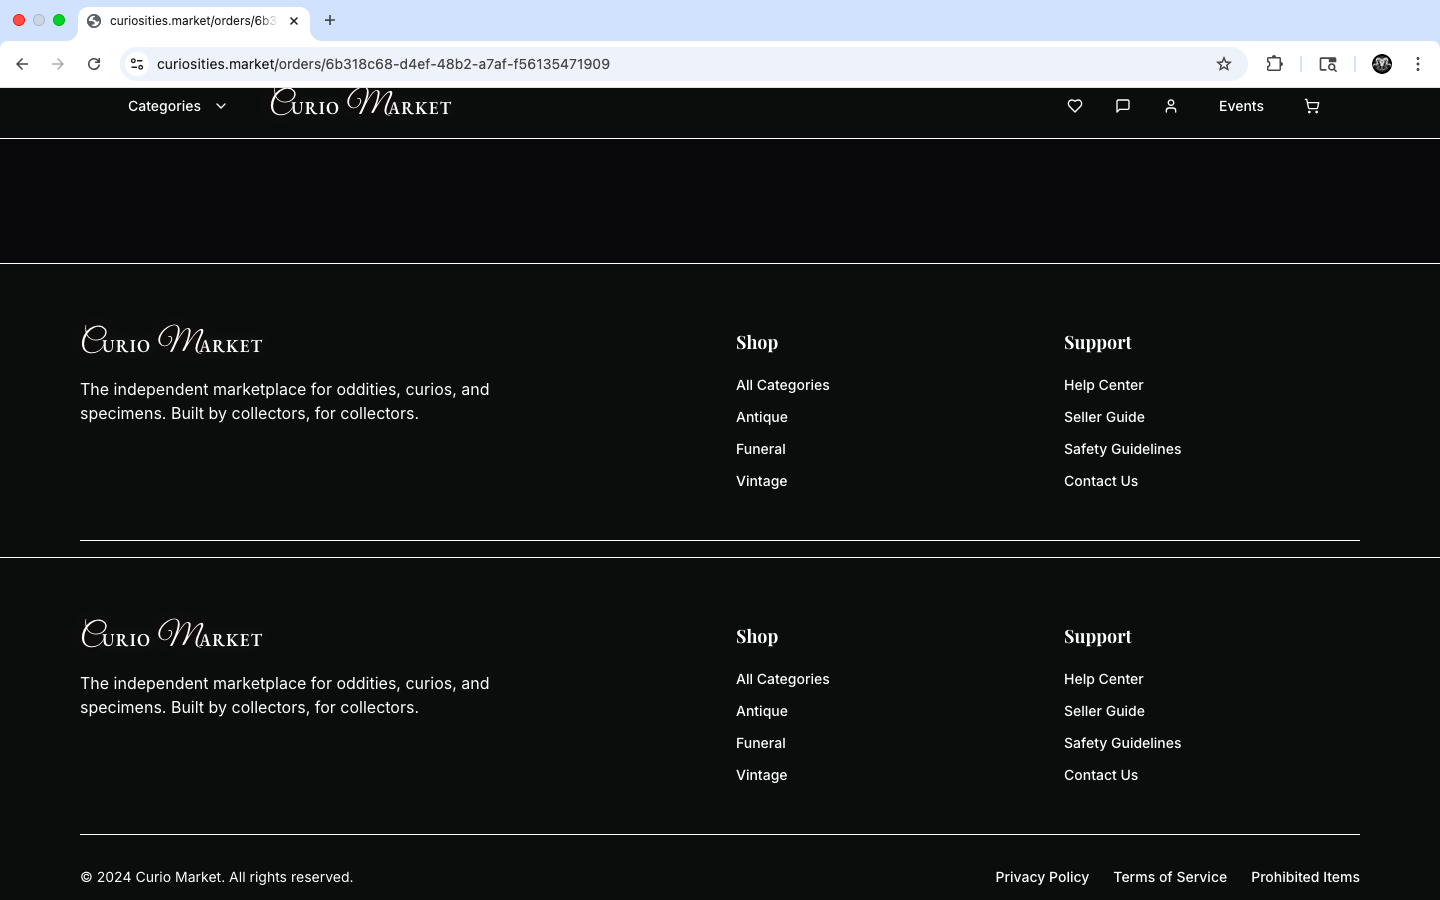 curiosities.market/orders/6b3
curiosities.market/orders/6b318c68-d4ef-48b2-a7af-f56135471909
Categories Curio Market Events
Curio Market
The independent marketplace for oddities, curios, and
specimens. Built by collectors, for collectors.
Shop
All Categories
Antique
Funeral
Vintage
Support
Help Center
Seller Guide
Safety Guidelines
Contact Us
Curio Market
The independent marketplace for oddities, curios, and
specimens. Built by collectors, for collectors.
Shop
All Categories
Antique
Funeral
Vintage
Support
Help Center
Seller Guide
Safety Guidelines
Contact Us
© 2024 Curio Market. All rights reserved.
Privacy Policy Terms of Service Prohibited Items